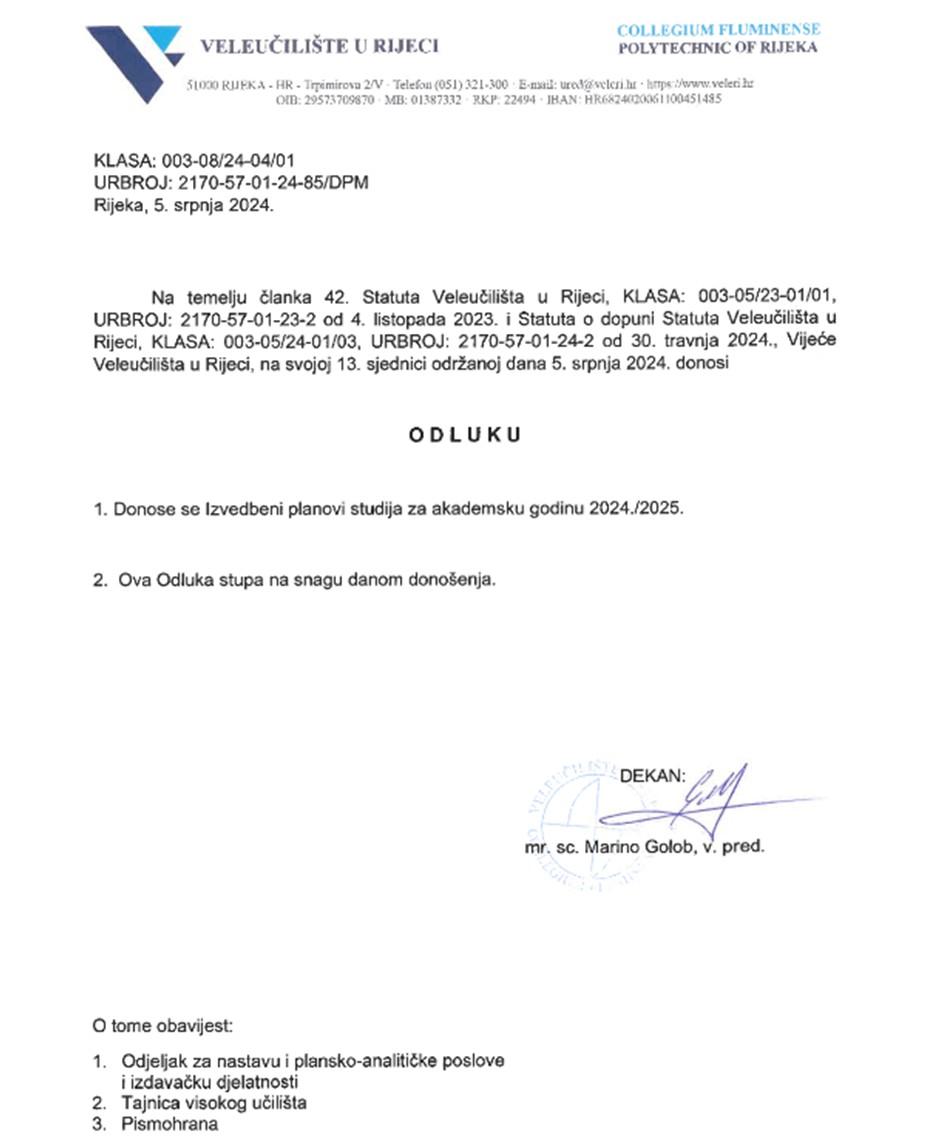 VELEUČILIŠTE U RIJECI
COLLEGIUM FLUMINENSE
POLYTECHNIC OF RIJEKA
51000 RIJEKA - HR - Trpimirova 2/V · Telefon (051) 321-300 · E-mail: ured@veleri.hr · https://www.veleri.hr
OIB: 29573709870 · MB: 01387332 · RKP: 22494 · IBAN: HR6824020061100451485
KLASA: 003-08/24-04/01
URBROJ: 2170-57-01-24-85/DPM
Rijeka, 5. srpnja 2024.
Na temelju članka 42. Statuta Veleučilišta u Rijeci, KLASA: 003-05/23-01/01,
URBROJ: 2170-57-01-23-2 od 4. listopada 2023. i Statuta o dopuni Statuta Veleučilišta u
Rijeci, KLASA: 003-05/24-01/03, URBROJ: 2170-57-01-24-2 od 30. travnja 2024., Vijeće
Veleučilišta u Rijeci, na svojoj 13. sjednici održanoj dana 5. srpnja 2024. donosi
O D L U K U
1. Donose se Izvedbeni planovi studija za akademsku godinu 2024./2025.
2. Ova Odluka stupa na snagu danom donošenja.
DEKAN:
VELEUČILIŠTE
mr. sc. Marino Golob, v. pred.
O tome obavijest:
1. Odjeljak za nastavu i plansko-analitičke poslove
i izdavačku djelatnosti
2. Tajnica visokog učilišta
3. Pismohrana